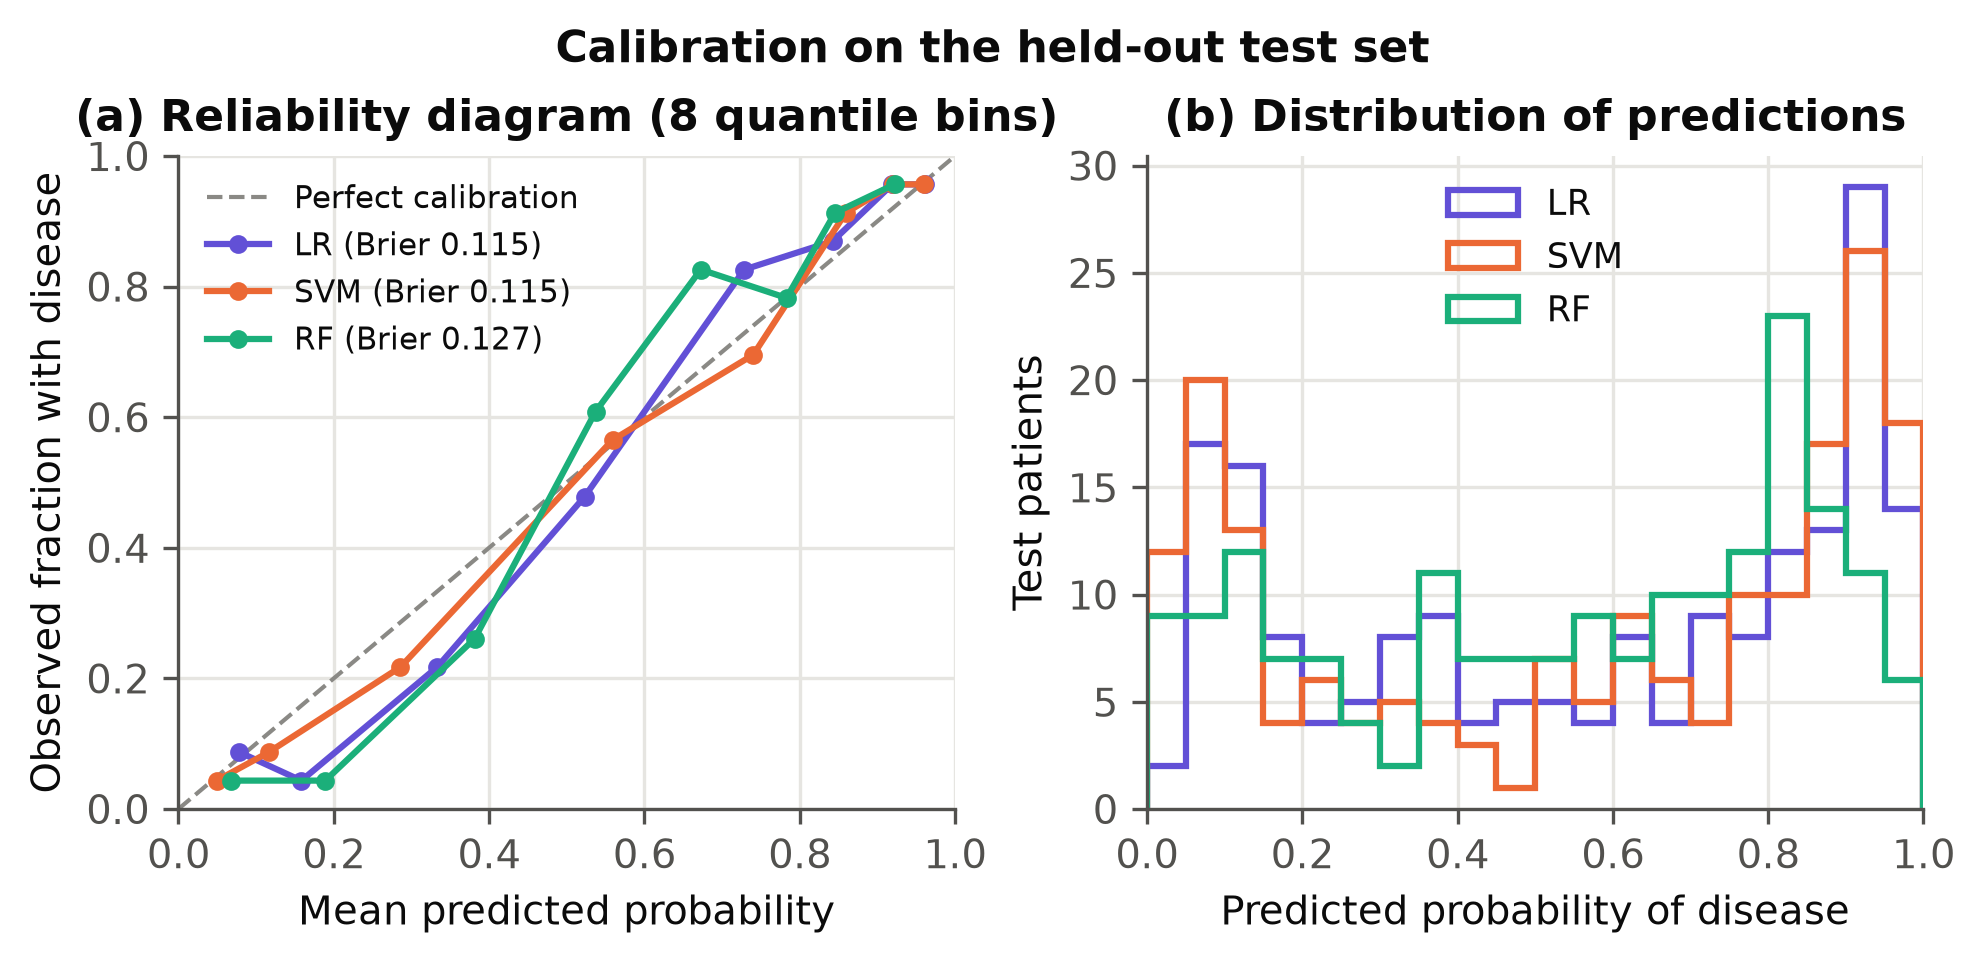 Calibration on the held-out test set
(a) Reliability diagram (8 quantile bins)
Observed fraction with disease
1.0
0.8
0.6
0.4
0.2
0.0
Perfect calibration
LR (Brier 0.115)
SVM (Brier 0.115)
RF (Brier 0.127)
0.0 0.2 0.4 0.6 0.8 1.0
Mean predicted probability
(b) Distribution of predictions
Test patients
30
25
20
15
10
5
0
LR
SVM
RF
0.0 0.2 0.4 0.6 0.8 1.0
Predicted probability of disease